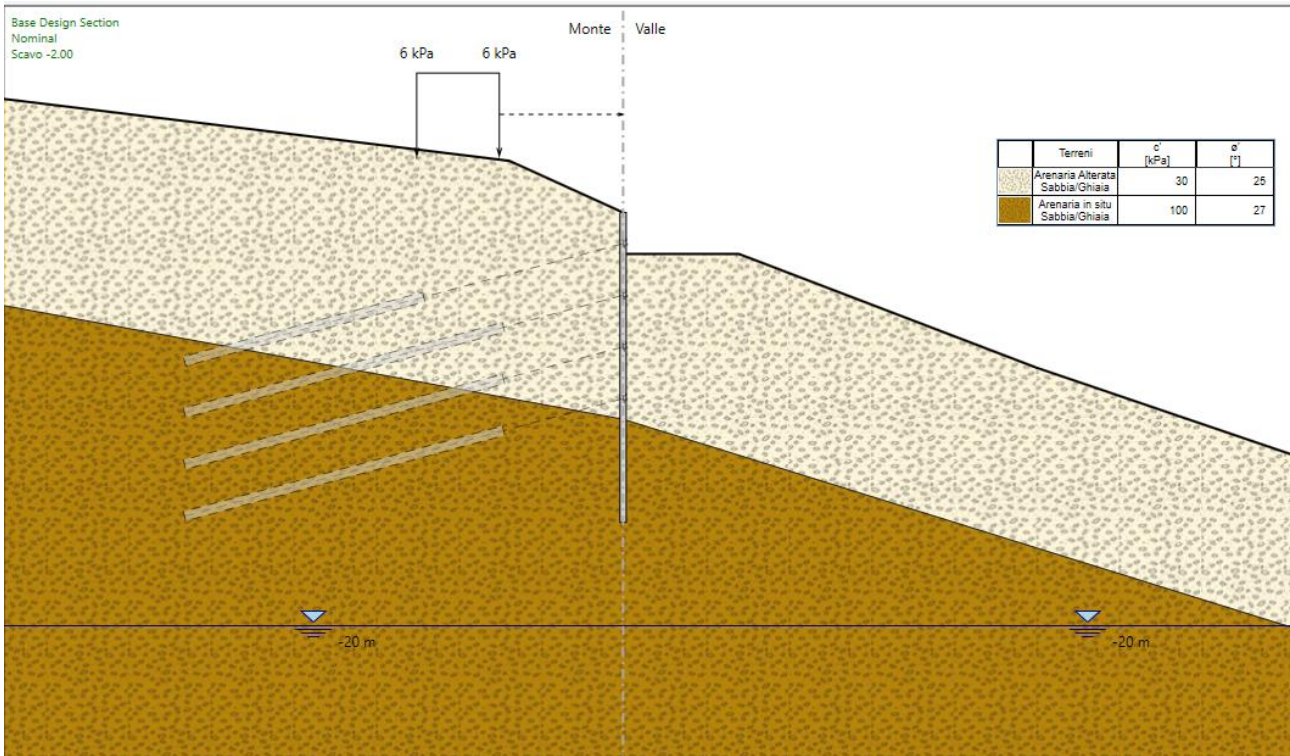 Base Design Section
Nominal
Scavo -2.00
Monte
Valle
6 kPa
6 kPa
Terreni
c'
[kPa]
ø'
[°]
Arenaria Alterata
Sabbia/Ghiaia
30
25
Arenaria in situ
Sabbia/Ghiaia
100
27
-20 m
-20 m